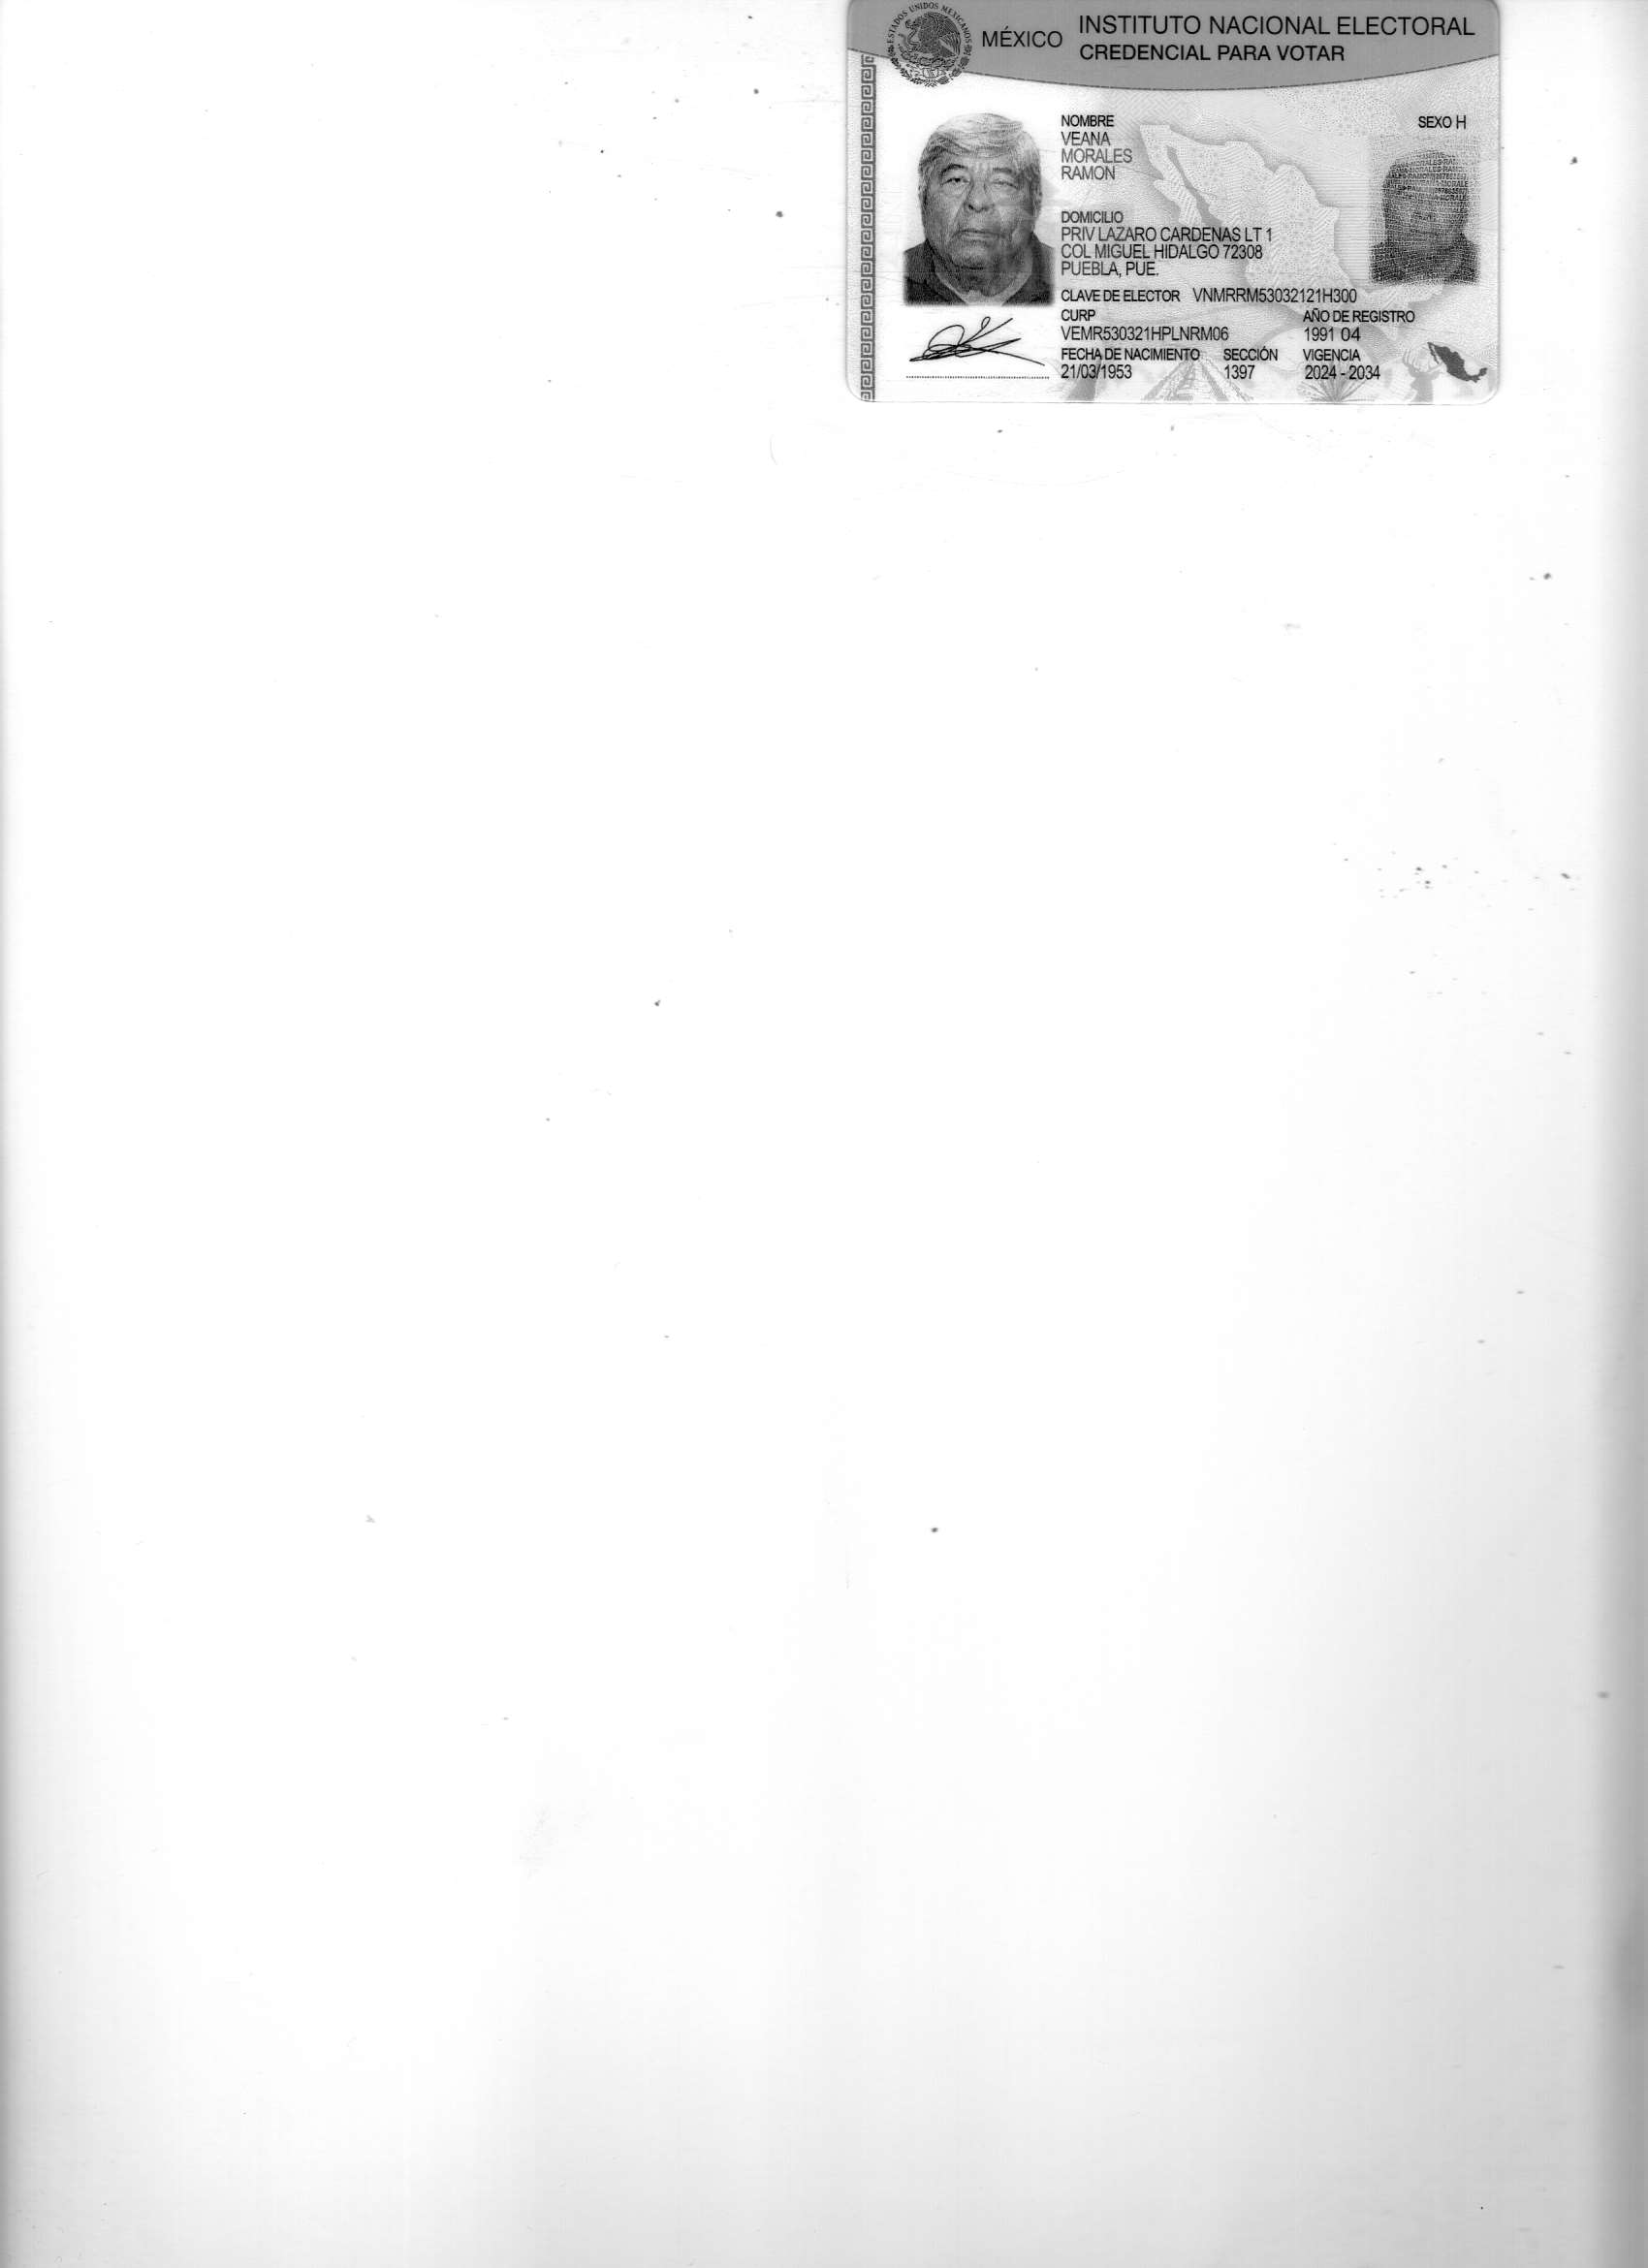 ESTADOS UNIDOS MEXICANOS
MÉXICO
INSTITUTO NACIONAL ELECTORAL
CREDENCIAL PARA VOTAR
NOMBRE
SEXO H
VEANA
MORALES
RAMON
DOMICILIO
PRIV LAZARO CARDENAS LT 1
COL MIGUEL HIDALGO 72308
PUEBLA, PUE.
CLAVE DE ELECTOR VNMRRM53032121H300
CURP
AÑO DE REGISTRO
VEMR530321HPLNRM06
1991 04
FECHA DE NACIMIENTO SECCIÓN VIGENCIA
21/03/1953 1397 2024 - 2034